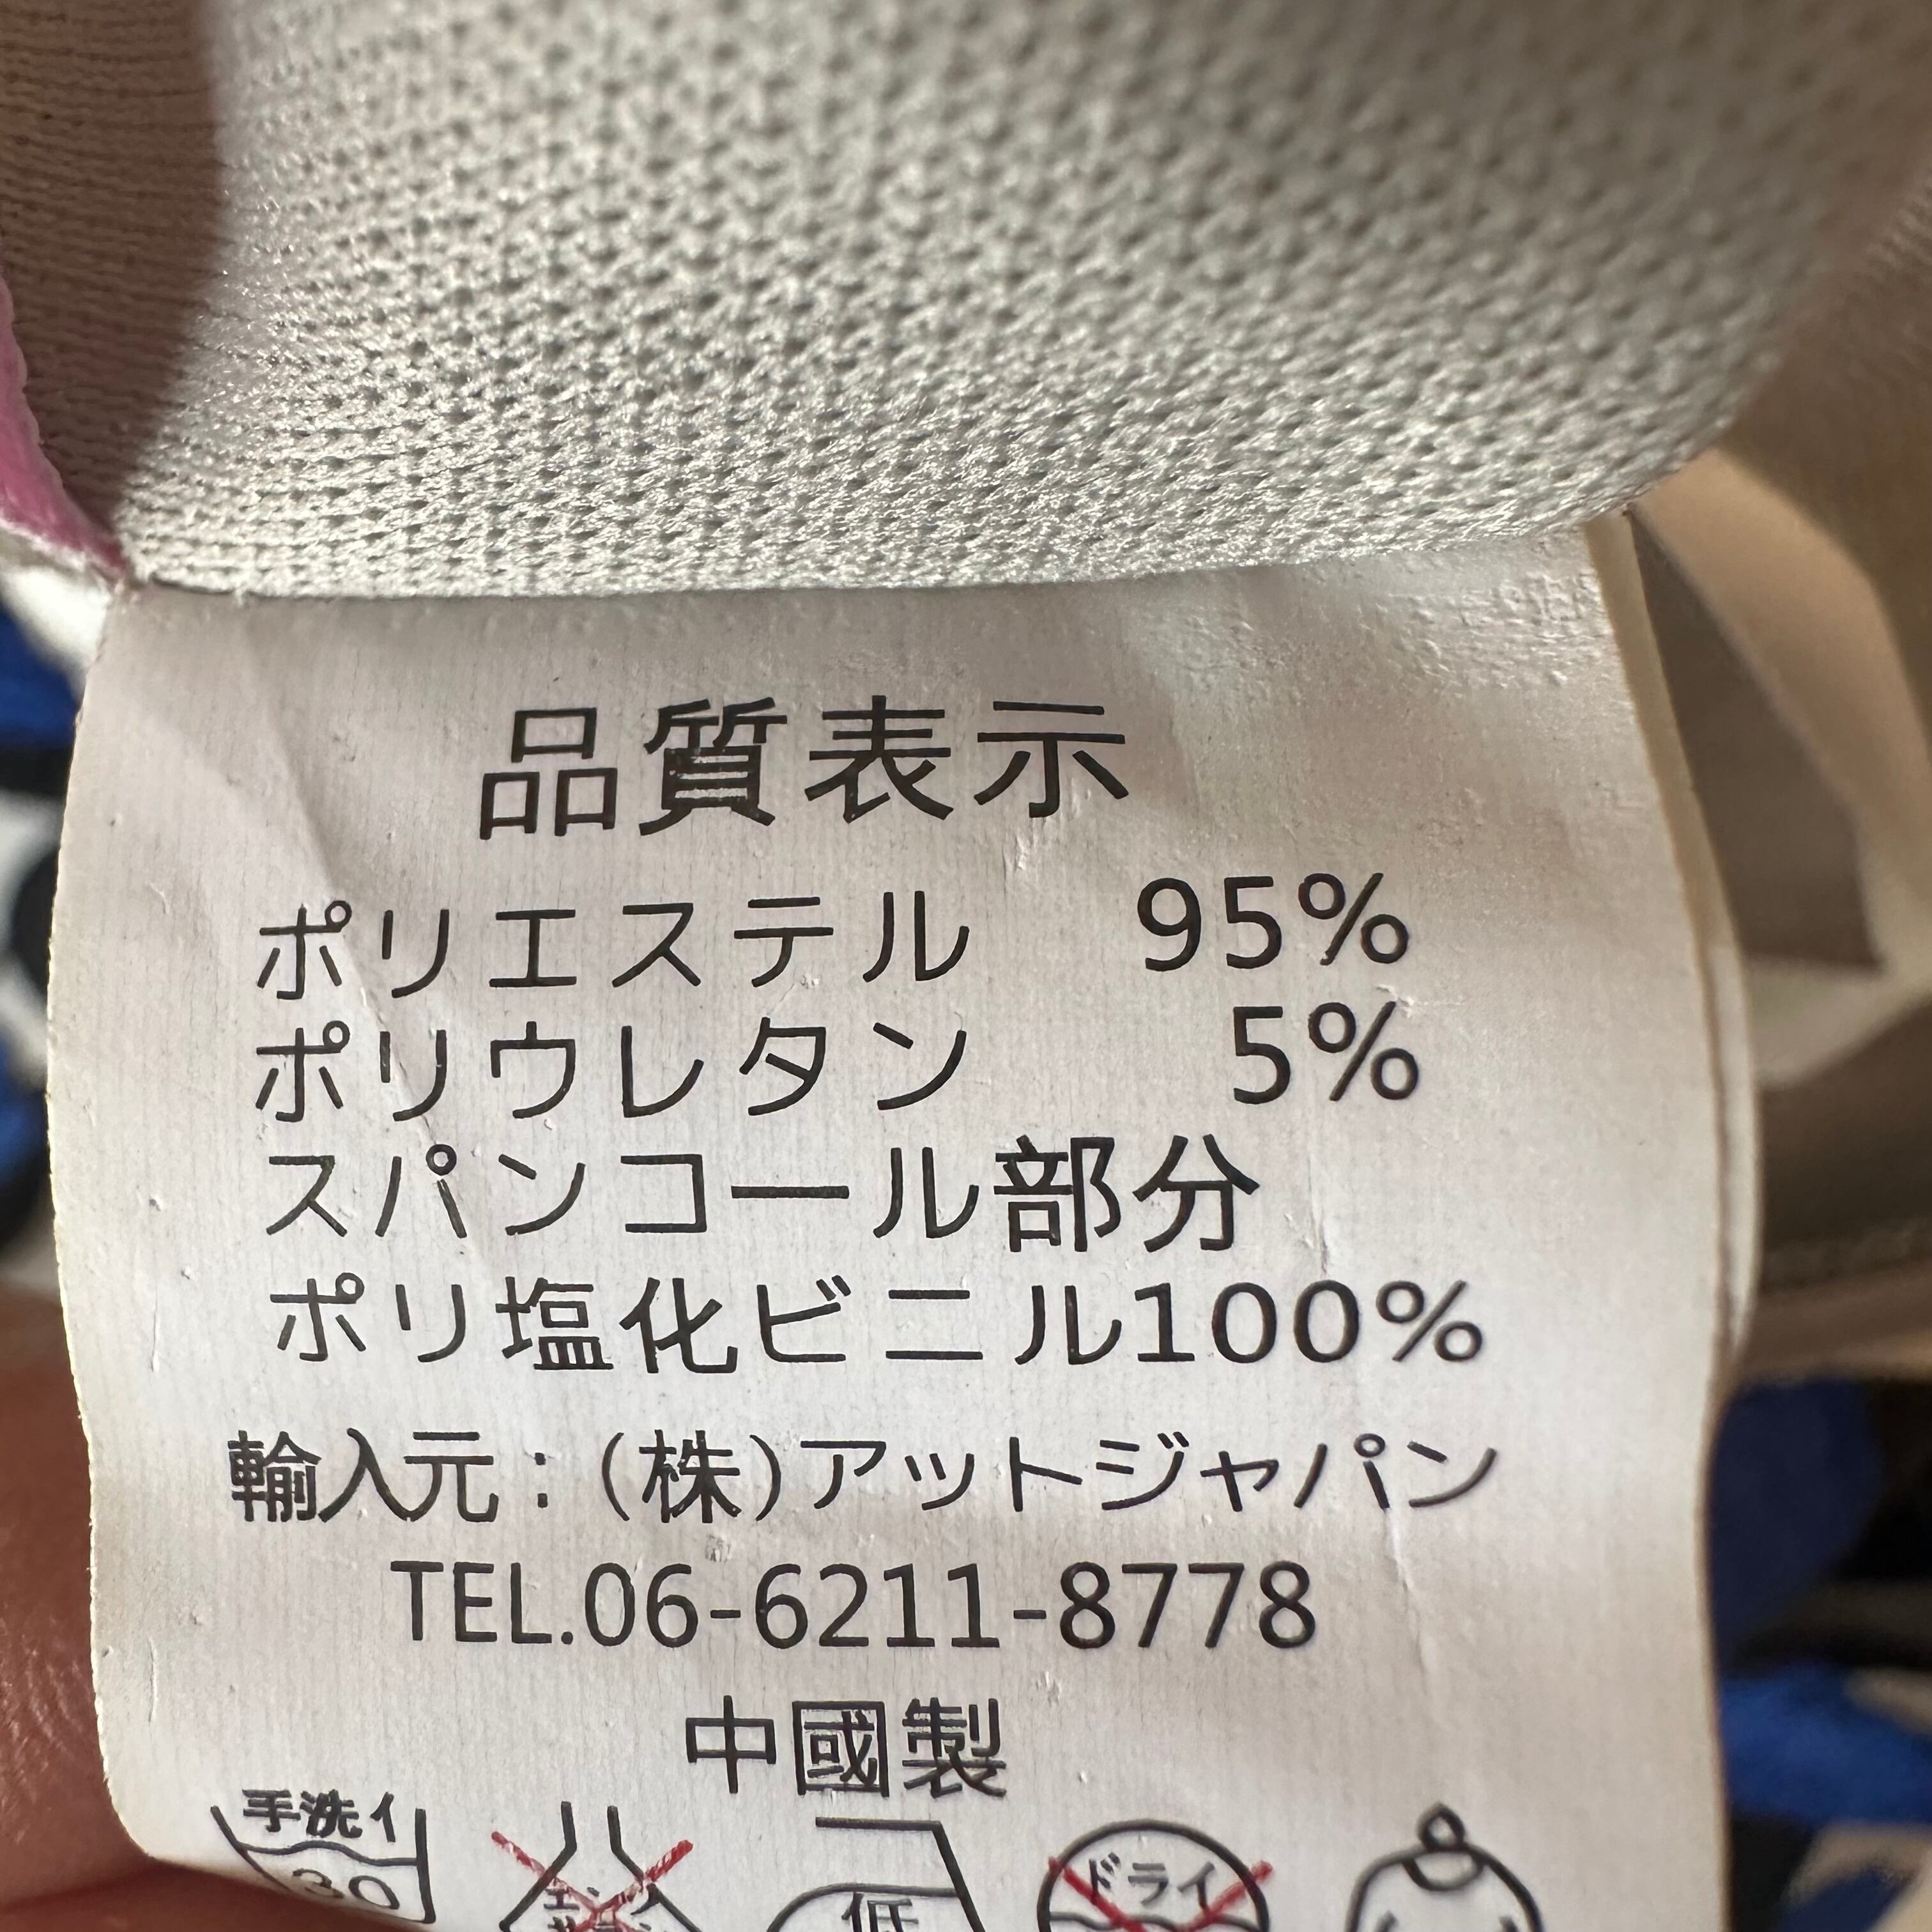 品質表示
ポリエステル 95%
ポリウレタン 5%
スパンコール部分
ポリ塩化ビニル100%
輸入元：(株)アットジャパン
TEL.06-6211-8778
中國製
手洗イ
30
低
ドライ